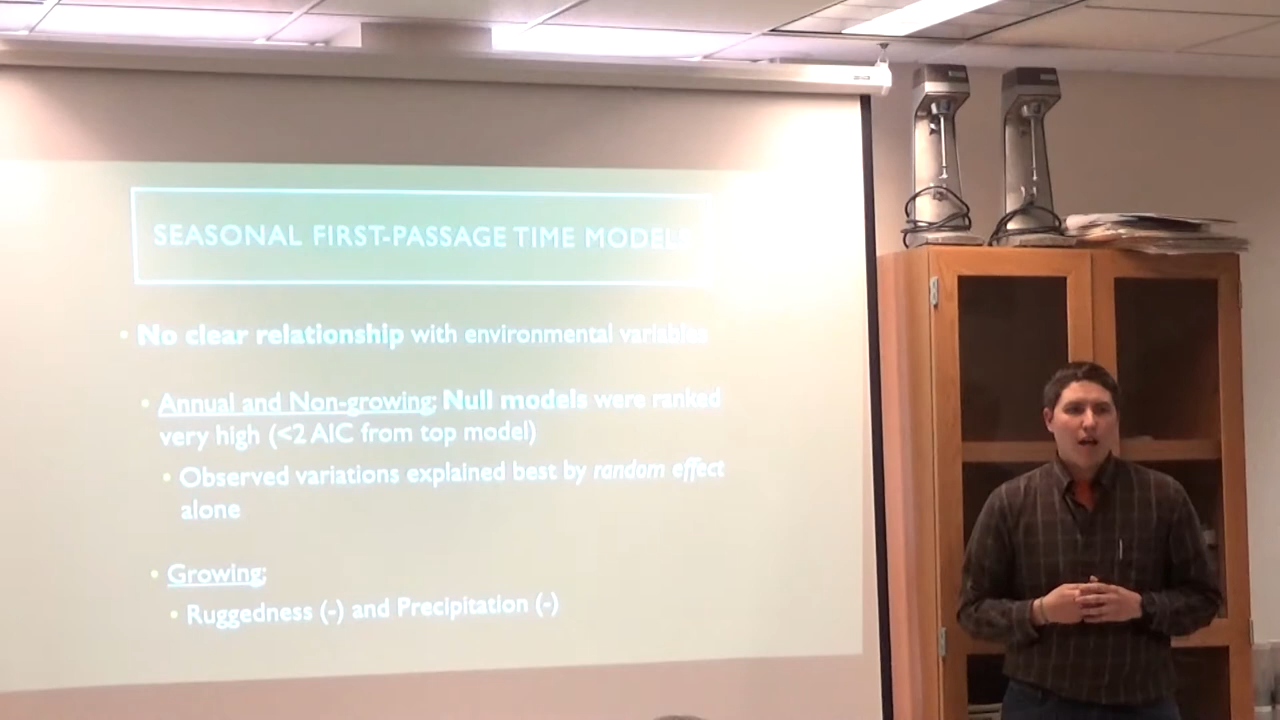 SEASONAL FIRST-PASSAGE TIME MODELS
• No clear relationship with environmental variables
• Annual and Non-growing: Null models were ranked
very high (<2 AIC from top model)
• Observed variations explained best by random effect
alone
• Growing:
• Ruggedness (-) and Precipitation (-)